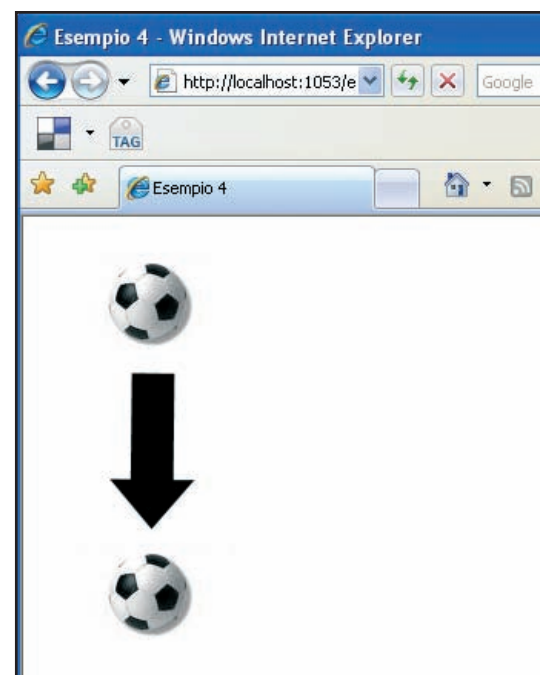 Esempio 4 - Windows Internet Explorer
http://localhost:1053/e
Google
TAG
Esempio 4